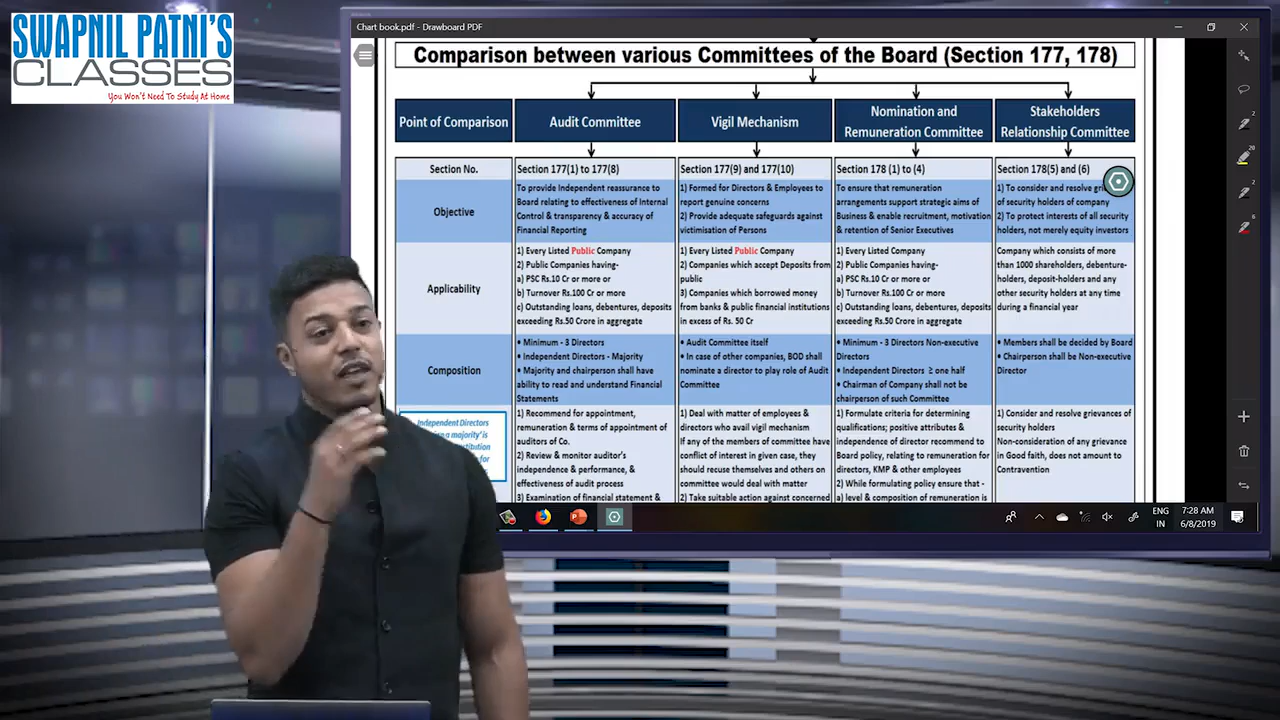 SWAPNIL PATNI'S
CLASSES
You Won't Need To Study At Home
Chart book.pdf - Drawboard PDF
Comparison between various Committees of the Board (Section 177, 178)
Point of Comparison
Audit Committee
Vigil Mechanism
Nomination and
Remuneration Committee
Stakeholders
Relationship Committee
Section No.
Section 177(1) to 177(8)
Section 177(9) and 177(10)
Section 178 (1) to (4)
Section 178(5) and (6)
Objective
To provide Independent reassurance to
Board relating to effectiveness of Internal
Control & transparency & accuracy of
Financial Reporting
1) Formed for Directors & Employees to
report genuine concerns
2) Provide adequate safeguards against
victimisation of Persons
To ensure that remuneration
arrangements support strategic aims of
Business & enable recruitment, motivation
& retention of Senior Executives
1) To consider and resolve
of security holders of company
2) To protect interests of all security
holders, not merely equity investors
Applicability
1) Every Listed Public Company
2) Public Companies having-
a) PSC Rs.10 Cr or more or
b) Turnover Rs.100 Cr or more
c) Outstanding loans, debentures, deposits
exceeding Rs.50 Crore in aggregate
1) Every Listed Public Company
2) Companies which accept Deposits from
public
3) Companies which borrowed money
from banks & public financial institutions
in excess of Rs. 50 Cr
1) Every Listed Company
2) Public Companies having-
a) PSC Rs.10 Cr or more or
b) Turnover Rs.100 Cr or more
c) Outstanding loans, debentures, deposits
exceeding Rs.50 Crore in aggregate
Company which consists of more
than 1000 shareholders, debenture-
holders, deposit-holders and any
other security holders at any time
during a financial year
Composition
• Minimum - 3 Directors
• Independent Directors - Majority
• Majority and chairperson shall have
ability to read and understand Financial
Statements
• Audit Committee itself
• In case of other companies, BOD shall
nominate a director to play role of Audit
Committee
• Minimum - 3 Directors Non-executive
Directors
• Independent Directors ≥ one half
• Chairman of Company shall not be
chairperson of such Committee
• Members shall be decided by Board
• Chairperson shall be Non-executive
Director
Independent Directors
a majority' is
for
1) Recommend for appointment,
remuneration & terms of appointment of
auditors of Co.
2) Review & monitor auditor's
independence & performance, &
effectiveness of audit process
3) Examination of financial statement &
1) Deal with matter of employees &
directors who avail vigil mechanism
If any of the members of committee have
conflict of interest in given case, they
should recuse themselves and others on
committee would deal with matter
2) Take suitable action against concerned
1) Formulate criteria for determining
qualifications; positive attributes &
independence of director recommend to
Board policy, relating to remuneration for
directors, KMP & other employees
2) While formulating policy ensure that -
level & composition of remuneration is
1) Consider and resolve grievances of
security holders
Non-consideration of any grievance
in Good faith, does not amount to
Contravention
ENG
IN
7:28 AM
6/8/2019